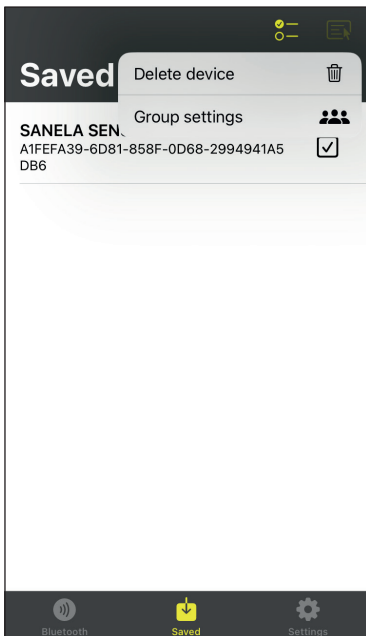 Saved
Delete device
Group settings
SANELA SEN
A1FEFA39-6D81-858F-0D68-2994941A5
DB6
Bluetooth
Saved
Settings